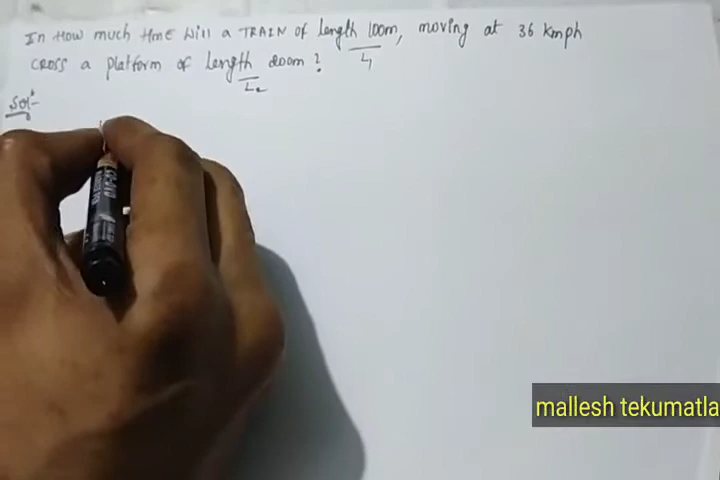 In How much time will a TRAIN of length 100m, moving at 36 kmph
L1
CROSS a platform of length 200m ?
L2
Sol:-
mallesh tekumatla